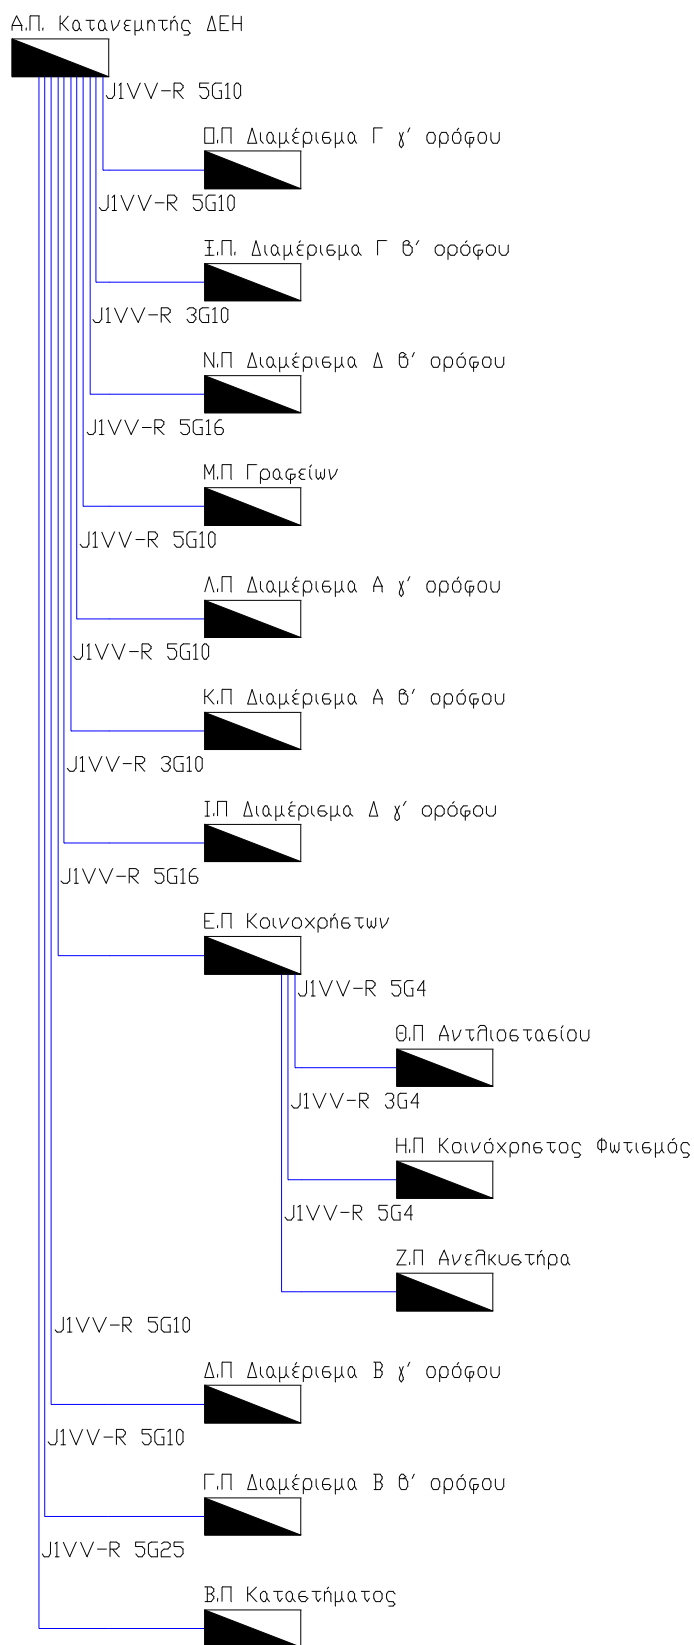 Α.Π. Κατανεμητής ΔΕΗ
J1VV-R 5G10
Ο.Π Διαμέρισμα Γ γ' ορόφου
J1VV-R 5G10
Ξ.Π. Διαμέρισμα Γ β' ορόφου
J1VV-R 3G10
Ν.Π Διαμέρισμα Δ β' ορόφου
J1VV-R 5G16
Μ.Π Γραφείων
J1VV-R 5G10
Λ.Π Διαμέρισμα Α γ' ορόφου
J1VV-R 5G10
Κ.Π Διαμέρισμα Α β' ορόφου
J1VV-R 3G10
Ι.Π Διαμέρισμα Δ γ' ορόφου
J1VV-R 5G16
Ε.Π Κοινοχρήστων
J1VV-R 5G4
Θ.Π Αντλιοστασίου
J1VV-R 3G4
Η.Π Κοινόχρηστος Φωτισμός
J1VV-R 5G4
Ζ.Π Ανελκυστήρα
J1VV-R 5G10
Δ.Π Διαμέρισμα Β γ' ορόφου
J1VV-R 5G10
Γ.Π Διαμέρισμα Β β' ορόφου
J1VV-R 5G25
Β.Π Καταστήματος